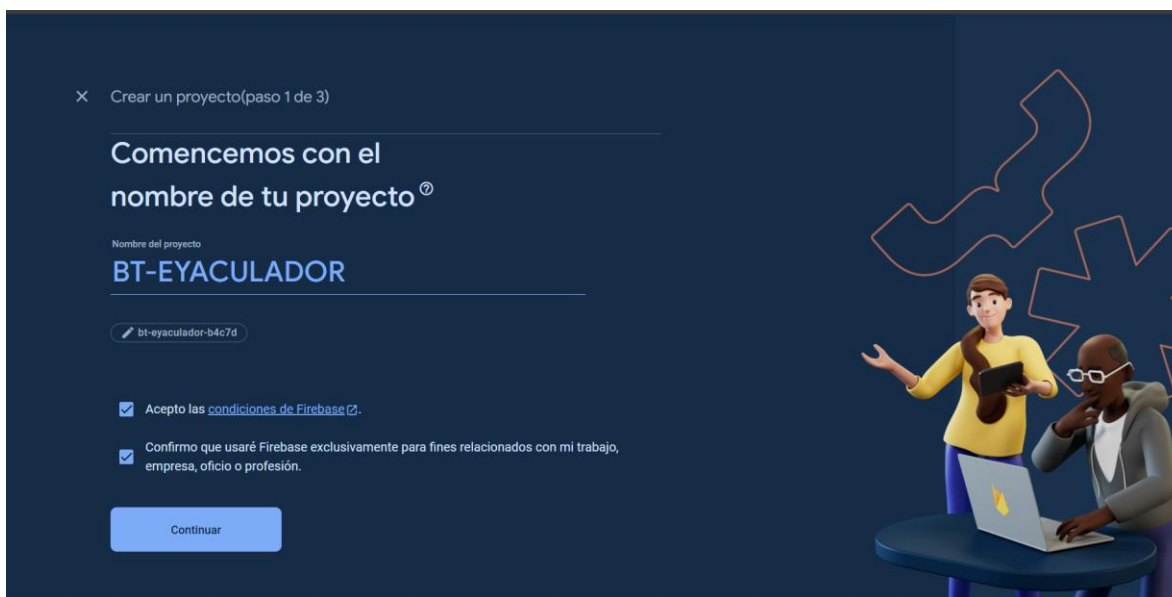 Crear un proyecto(paso 1 de 3)
Comencemos con el
nombre de tu proyecto
Nombre del proyecto
BT-EYACULADOR
bt-eyaculador-b4c7d
Acepto las condiciones de Firebase.
Confirmo que usaré Firebase exclusivamente para fines relacionados con mi trabajo,
empresa, oficio o profesión.
Continuar